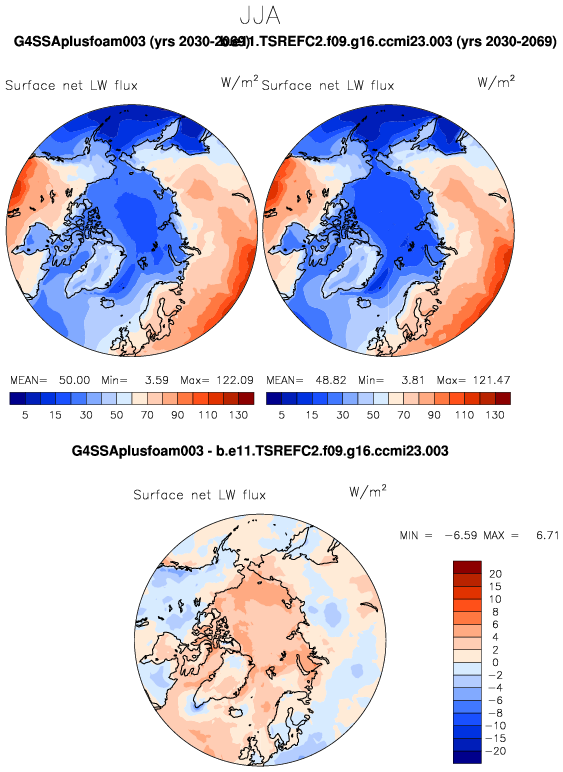 JJA
G4SSAplusfoam003 (yrs 2030-2069) b.e11.TSREFC2.f09.g16.ccmi23.003 (yrs 2030-2069)
Surface net LW flux W/m² Surface net LW flux W/m²
MEAN= 50.00 Min= 3.59 Max= 122.09 MEAN= 48.82 Min= 3.81 Max= 121.47
5 15 30 50 70 90 110 130 5 15 30 50 70 90 110 130
G4SSAplusfoam003 - b.e11.TSREFC2.f09.g16.ccmi23.003
Surface net LW flux W/m²
MIN = -6.59 MAX = 6.71
20
15
10
8
6
4
2
0
-2
-4
-6
-8
-10
-15
-20